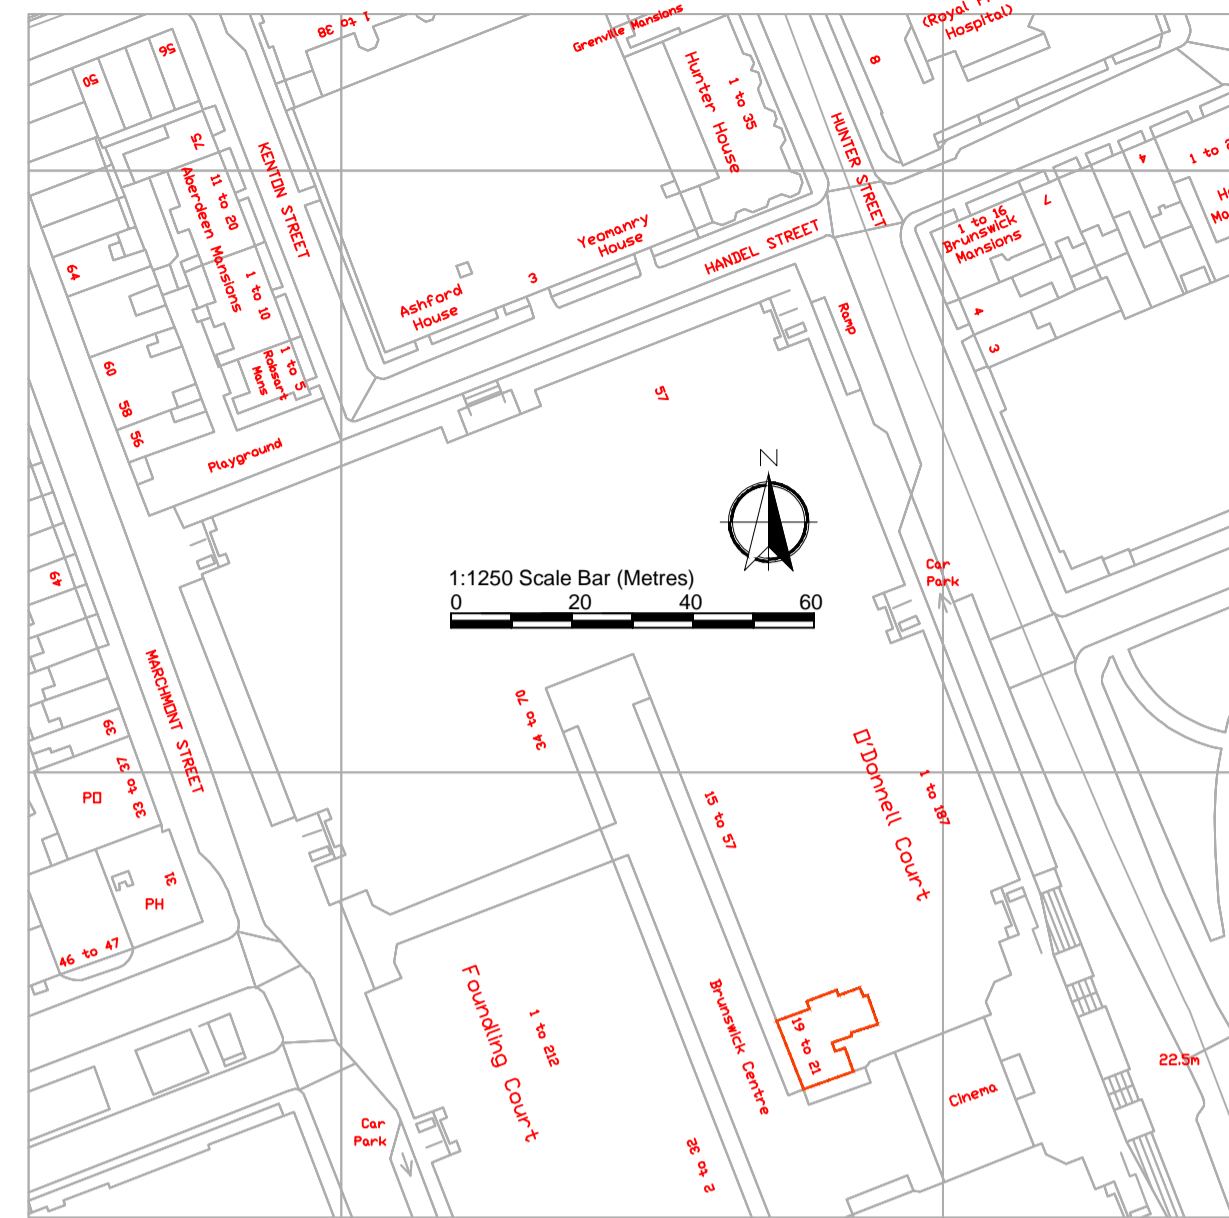 1 to 38
Grenville Mansions
(Royal
Hospital)
56
50
8
Hunter House
1 to 35
HUNTER STREET
75
KENTON STREET
11 to 20
Aberdeen Mansions
4
7
1 to 16
Brunswick
Mansions
Yeomanry
House
HANDEL STREET
64
1 to 10
3
Ashford
House
Ramp
4
3
1 to 5
Robsart
Mans
60
58
56
57
Playground
N
49
Car
Park
1:1250 Scale Bar (Metres)
0 20 40 60
MARCHMONT STREET
34 to 70
39
33 to 37
PO
O'Donnell Court
1 to 187
15 to 57
31
PH
46 to 47
Foundling Court
1 to 212
Brunswick Centre
19 to 21
Cinema
22.5m
Car
Park
2 to 32